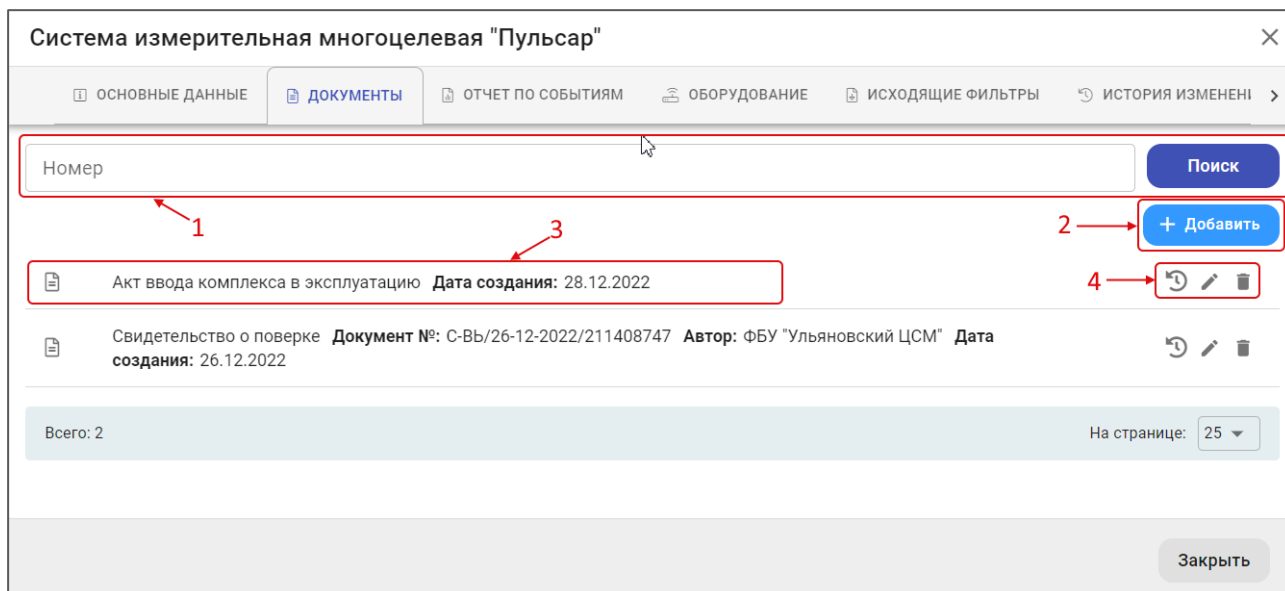 Система измерительная многоцелевая "Пульсар"
ОСНОВНЫЕ ДАННЫЕ ДОКУМЕНТЫ ОТЧЕТ ПО СОБЫТИЯМ ОБОРУДОВАНИЕ ИСХОДЯЩИЕ ФИЛЬТРЫ ИСТОРИЯ ИЗМЕНЕНІ
Номер Поиск
1 3 2 + Добавить
Акт ввода комплекса в эксплуатацию Дата создания: 28.12.2022 4
Свидетельство о поверке Документ №: С-ВЬ/26-12-2022/211408747 Автор: ФБУ "Ульяновский ЦСМ" Дата
создания: 26.12.2022
Всего: 2 На странице: 25
Закрыть